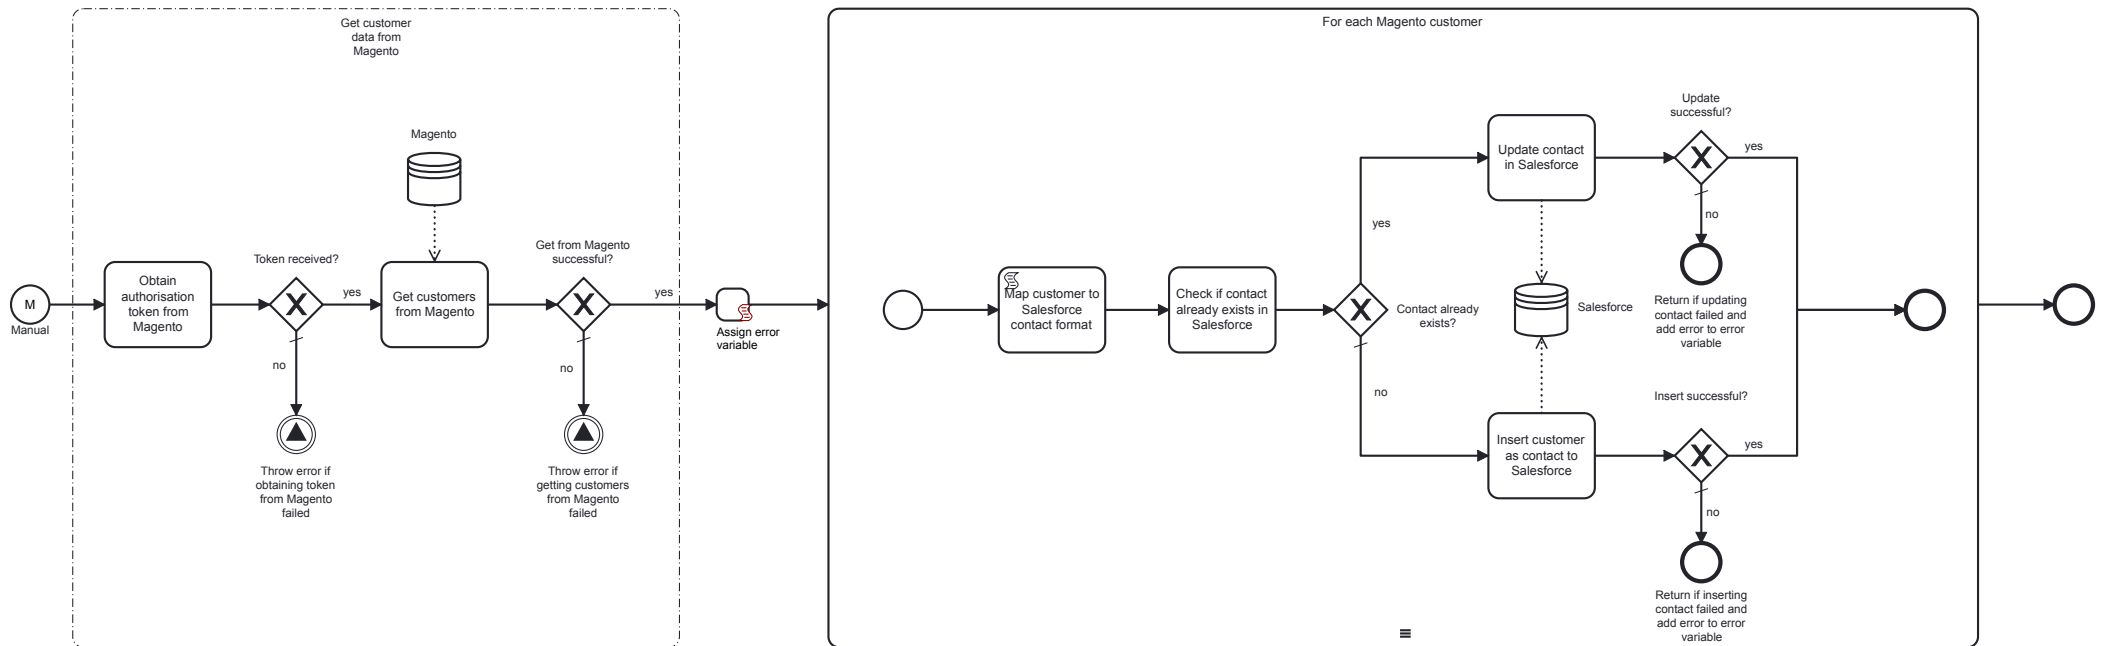 Get customer
data from
Magento
For each Magento customer
Magento
Token received?
Get from Magento
successful?
M
Manual
Obtain
authorisation
token from
Magento
yes
Get customers
from Magento
yes
Assign error
variable
no
no
Throw error if
obtaining token
from Magento
failed
Throw error if
getting customers
from Magento
failed
Map customer to
Salesforce
contact format
Check if contact
already exists in
Salesforce
Contact already
exists?
yes
no
Update contact
in Salesforce
Update
successful?
yes
no
Return if updating
contact failed and
add error to error
variable
Salesforce
Insert customer
as contact to
Salesforce
Insert successful?
yes
no
Return if inserting
contact failed and
add error to error
variable